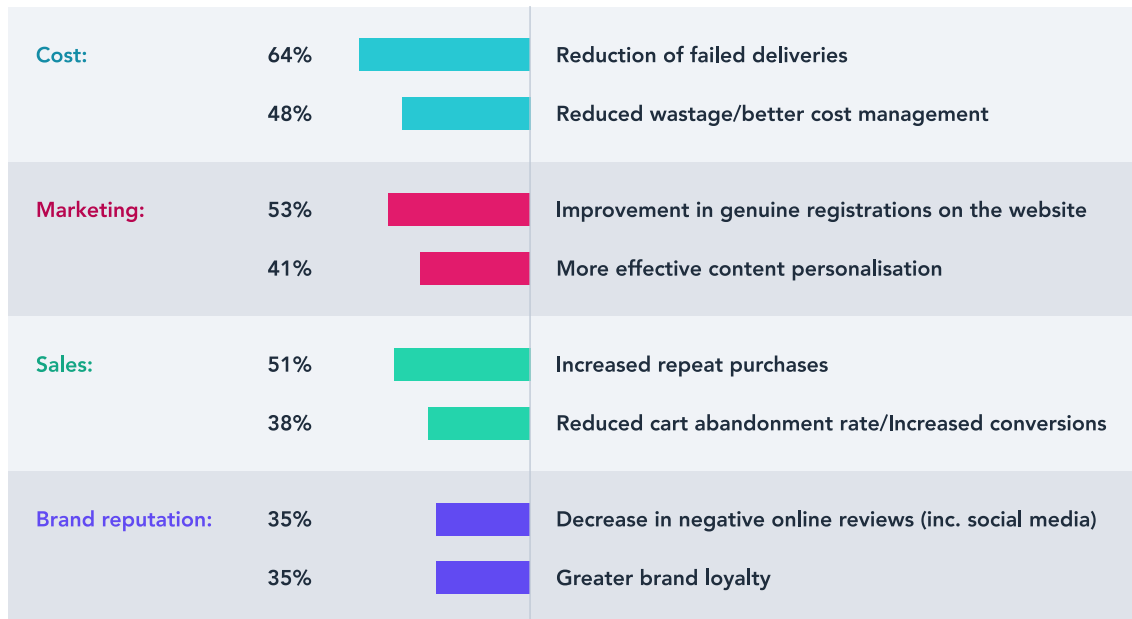 Cost: 64% Reduction of failed deliveries
48% Reduced wastage/better cost management
Marketing: 53% Improvement in genuine registrations on the website
41% More effective content personalisation
Sales: 51% Increased repeat purchases
38% Reduced cart abandonment rate/Increased conversions
Brand reputation: 35% Decrease in negative online reviews (inc. social media)
35% Greater brand loyalty